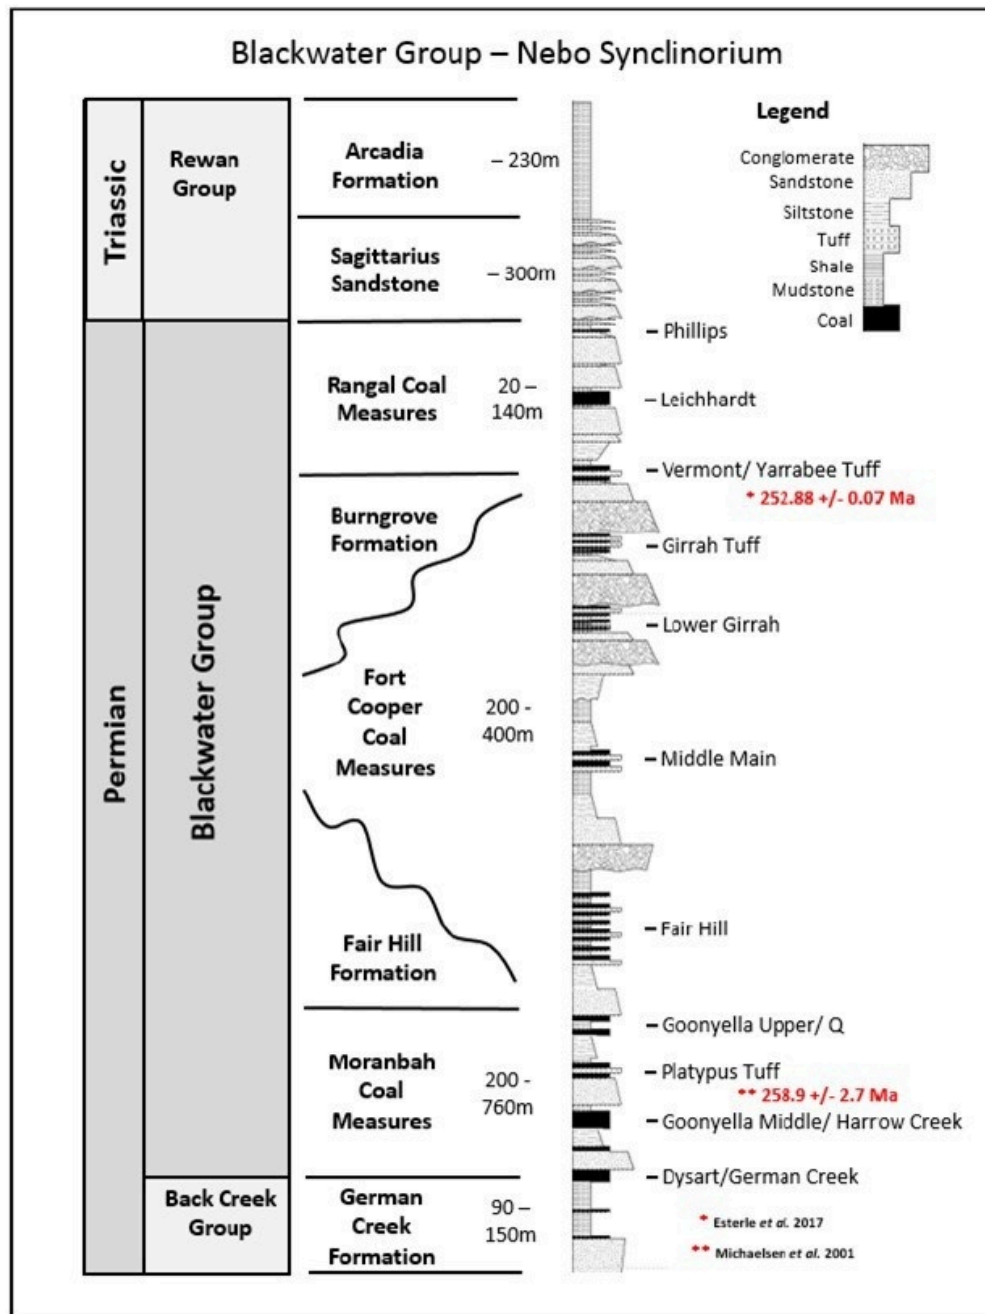 Blackwater Group – Nebo Synclinorium
Triassic
Rewan
Group
Arcadia
Formation
– 230m
Sagittarius
Sandstone
– 300m
Permian
Blackwater Group
Rangal Coal
Measures
20 –
140m
Burngrove
Formation
Fort
Cooper
Coal
Measures
200 -
400m
Fair Hill
Formation
Moranbah
Coal
Measures
200 -
760m
Back Creek
Group
German
Creek
Formation
90 –
150m
Legend
Conglomerate
Sandstone
Siltstone
Tuff
Shale
Mudstone
Coal
– Phillips
– Leichhardt
– Vermont/ Yarrabee Tuff
* 252.88 +/- 0.07 Ma
– Girrah Tuff
– Lower Girrah
– Middle Main
– Fair Hill
– Goonyella Upper/ Q
– Platypus Tuff
** 258.9 +/- 2.7 Ma
– Goonyella Middle/ Harrow Creek
– Dysart/German Creek
* Esterle et al. 2017
** Michaelsen et al. 2001